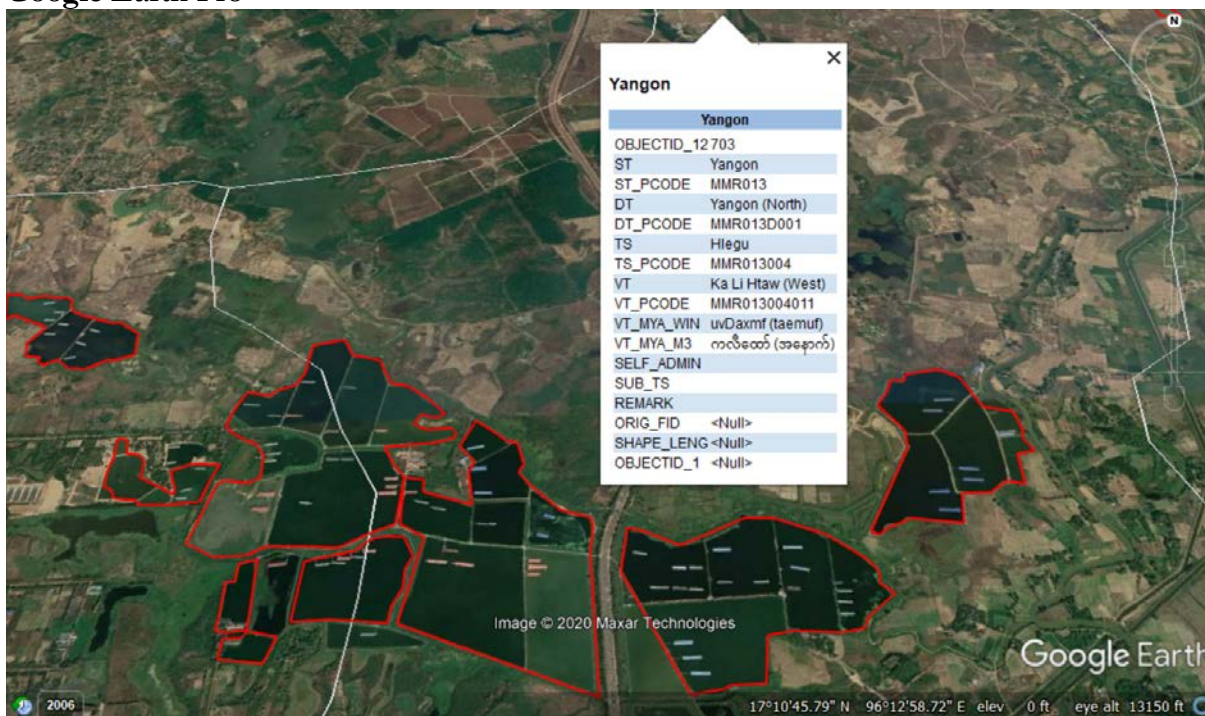 Google Earth Pro
N
Yangon
Yangon
OBJECTID_12 703
ST Yangon
ST_PCODE MMR013
DT Yangon (North)
DT_PCODE MMR013D001
TS Hlegu
TS_PCODE MMR013004
VT Ka Li Htaw (West)
VT_PCODE MMR013004011
VT_MYA_WIN uvDaxmf (taemuf)
VT_MYA_M3 ကလီထော် (အနောက်)
SELF_ADMIN
SUB_TS
REMARK
ORIG_FID <Null>
SHAPE_LENG <Null>
OBJECTID_1 <Null>
Image © 2020 Maxar Technologies
Google Earth
2006
17°10'45.79" N 96°12'58.72" E elev 0 ft eye alt 13150 ft